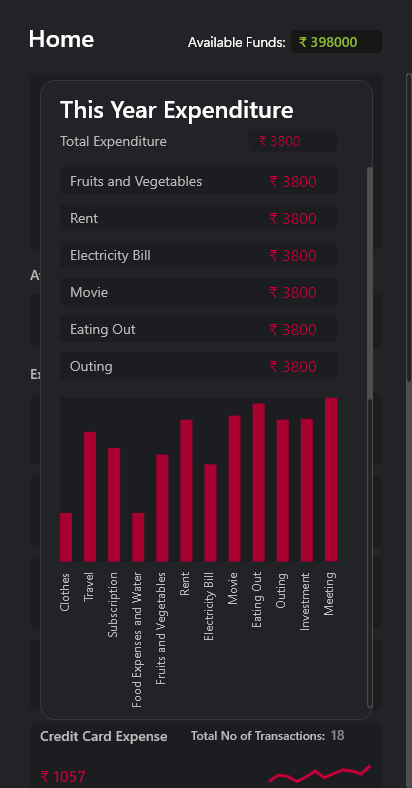 Home
Available Funds: ₹ 398000
This Year Expenditure
Total Expenditure ₹ 3800
Fruits and Vegetables ₹ 3800
Rent ₹ 3800
Electricity Bill ₹ 3800
Movie ₹ 3800
Eating Out ₹ 3800
Outing ₹ 3800
Clothes
Travel
Subscription
Food Expenses and Water
Fruits and Vegetables
Rent
Electricity Bill
Movie
Eating Out
Outing
Investment
Meeting
Credit Card Expense Total No of Transactions: 18
₹ 1057